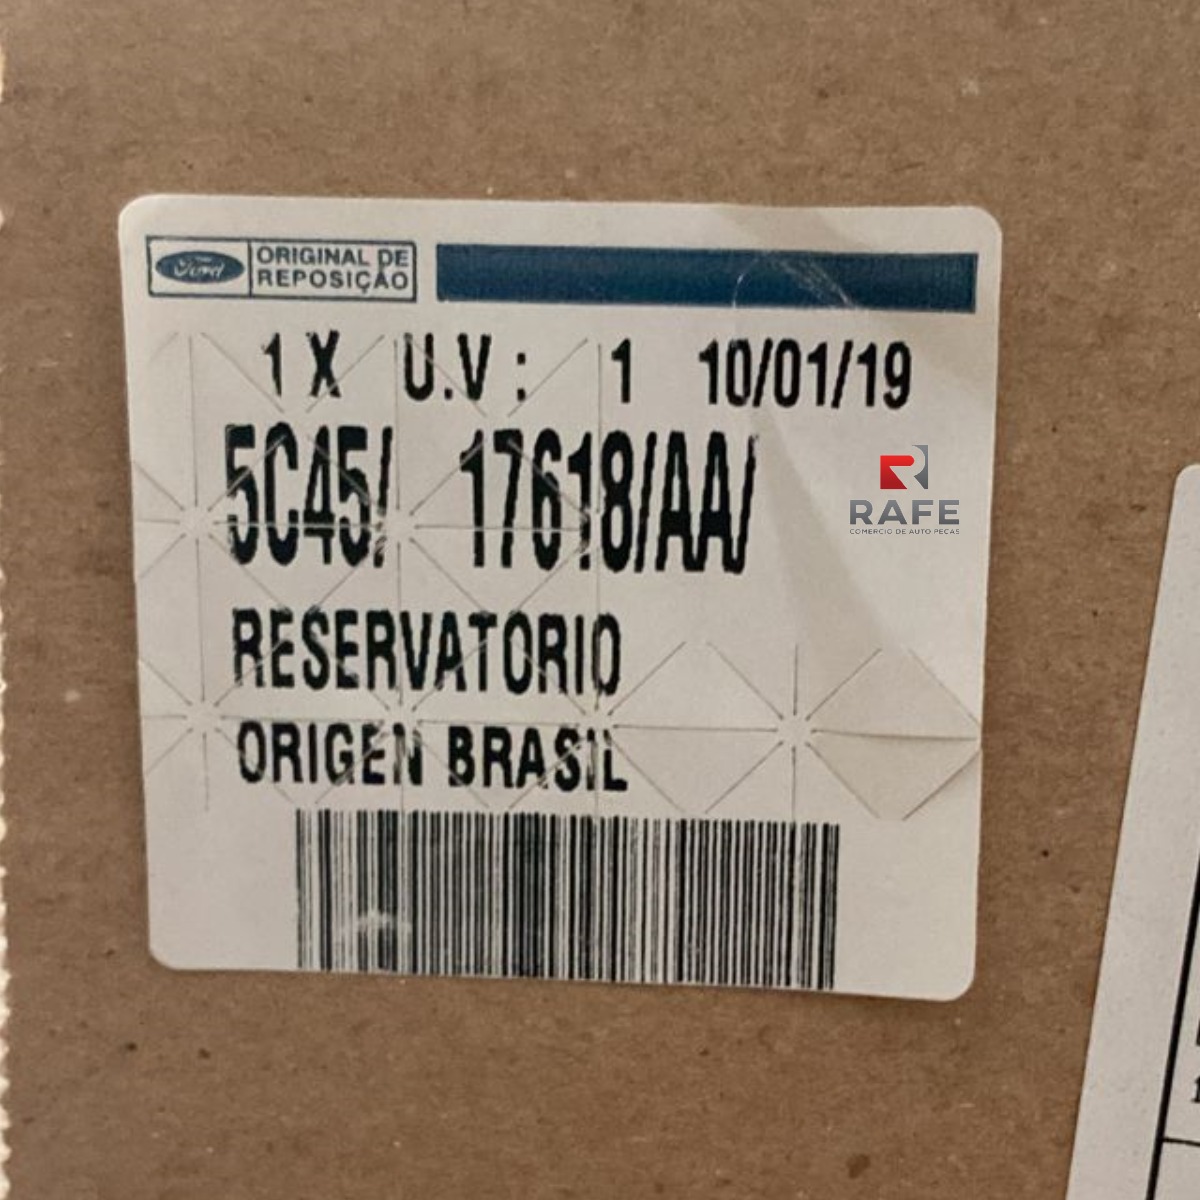 Ford
ORIGINAL DE
REPOSIÇÃO
1 X U.V : 1 10/01/19
5C45/ 17618/AA/
RAFE
COMERCIO DE AUTO PEÇAS
RESERVATORIO
ORIGEN BRASIL